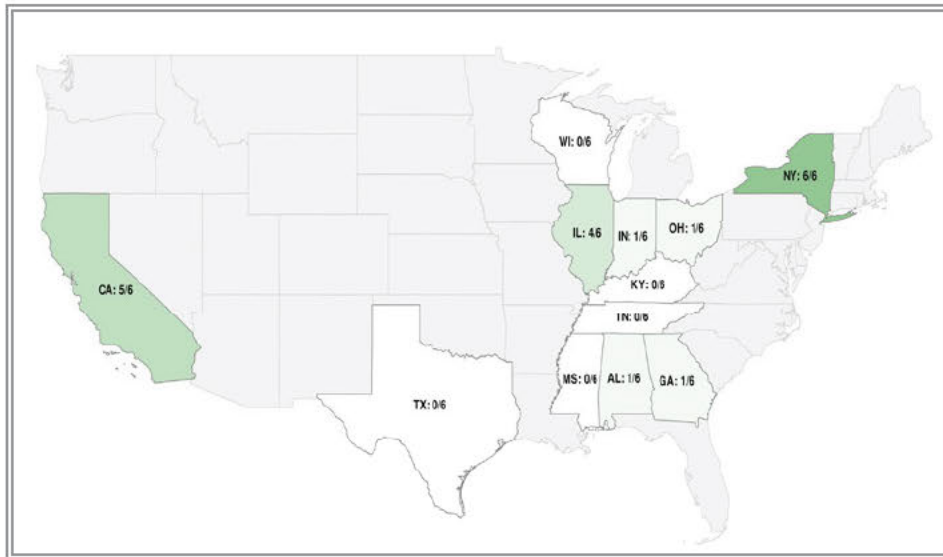 WI: 0/6
NY: 6/6
IL: 4/6
IN: 1/6
OH: 1/6
CA: 5/6
KY: 0/6
TN: 0/6
MS: 0/6
AL: 1/6
GA: 1/6
TX: 0/6